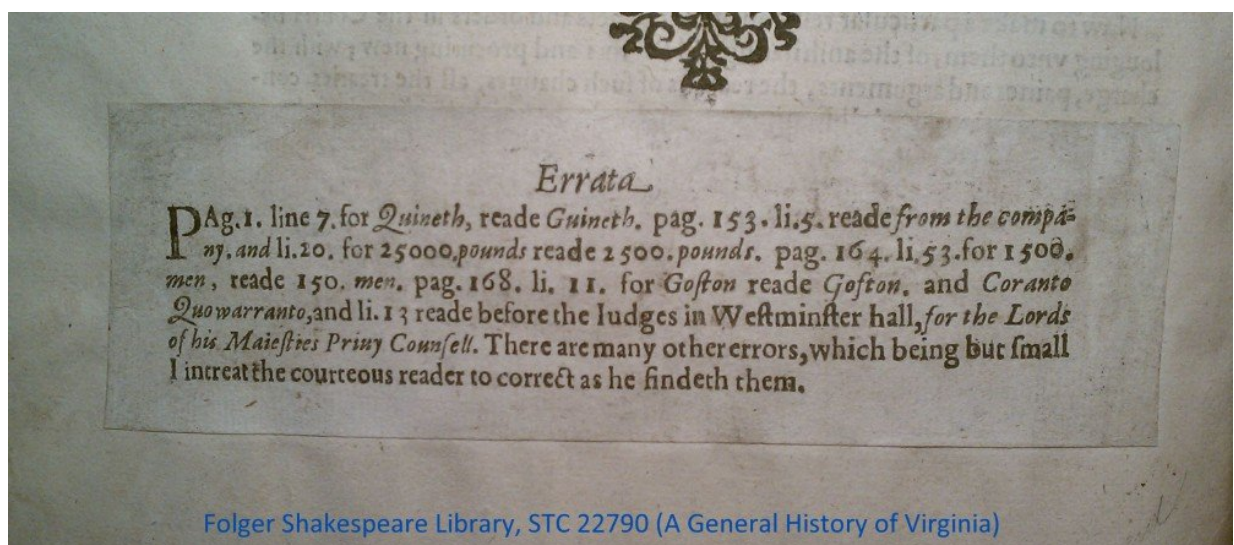 Errata
PAg.1. line 7. for Quineth, reade Guineth. pag. 153. li.5. reade from the compa-
ny. and li.20. for 25000. pounds reade 2500. pounds. pag. 164. li. 53. for 1500.
men, reade 150. men. pag. 168. li. 11. for Goſton reade Goſton. and Coranto
Quowarranto, and li. 13 reade before the Iudges in Weſtminſter hall, for the Lords
of his Maieſties Priuy Counſell. There are many other errors, which being but ſmall
I intreat the courteous reader to correct as he findeth them.
Folger Shakespeare Library, STC 22790 (A General History of Virginia)